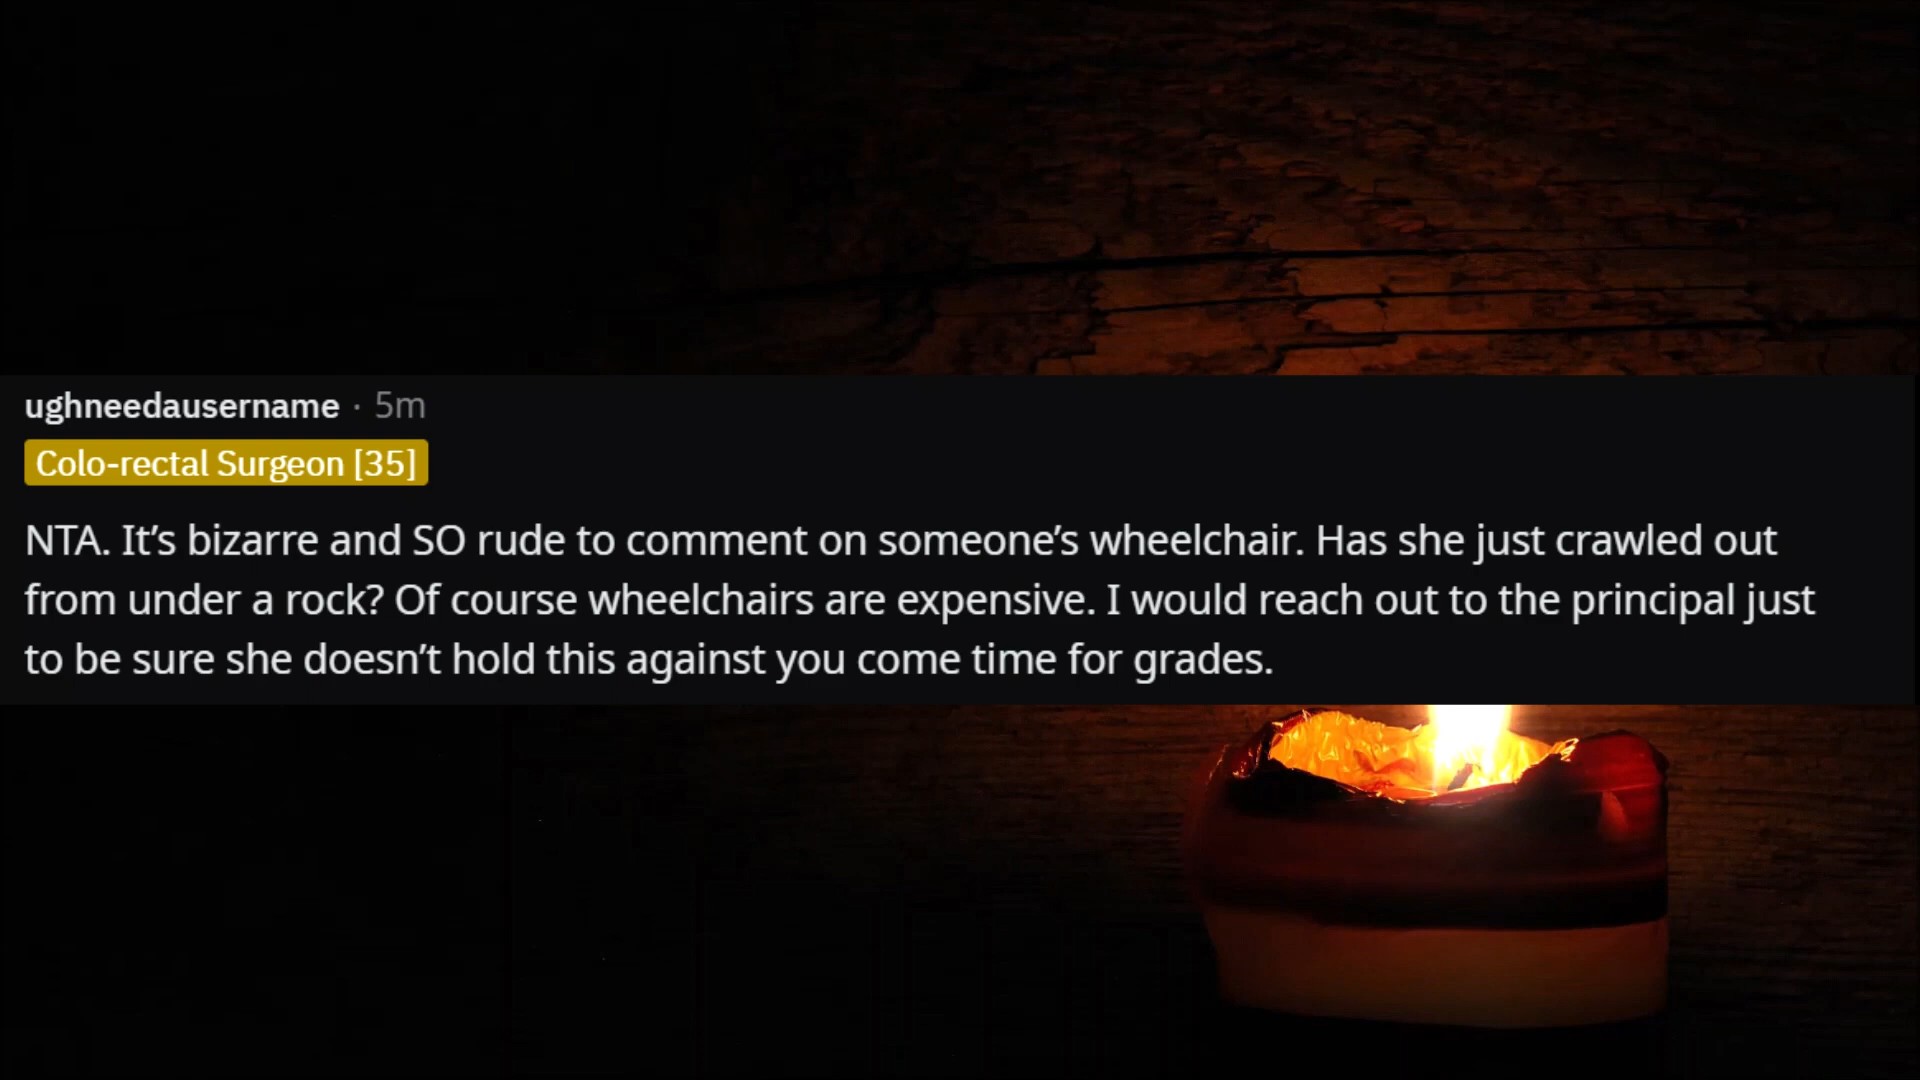 ughneedausername · 5m
Colo-rectal Surgeon [35]
NTA. It’s bizarre and SO rude to comment on someone’s wheelchair. Has she just crawled out
from under a rock? Of course wheelchairs are expensive. I would reach out to the principal just
to be sure she doesn’t hold this against you come time for grades.